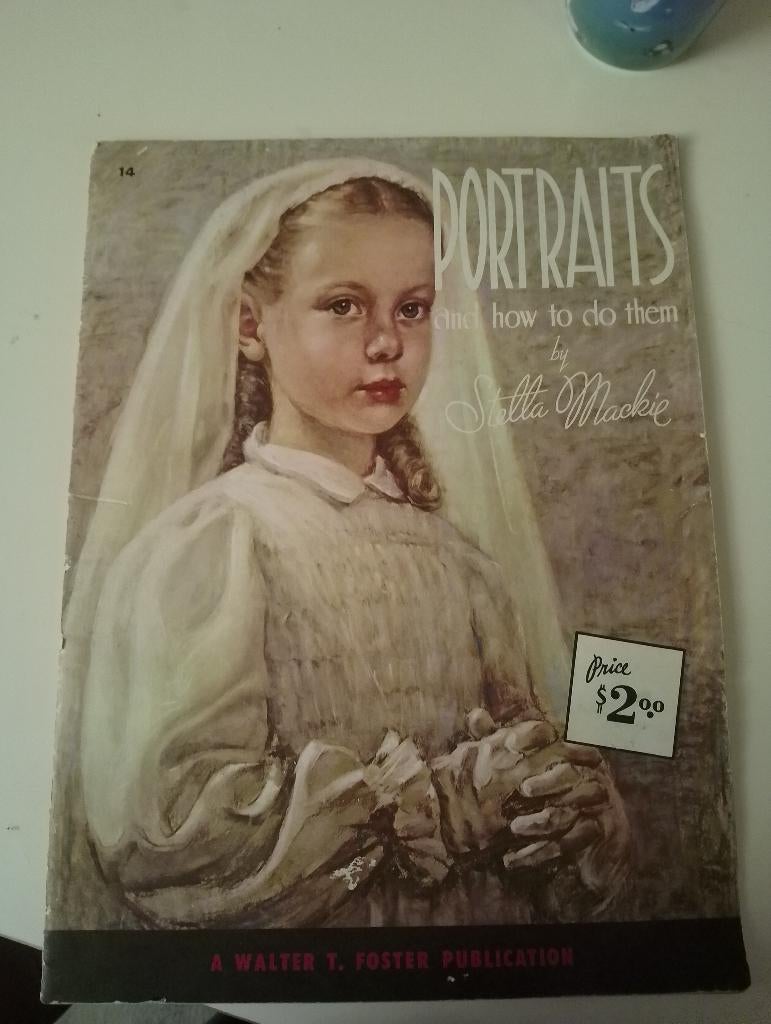 14
PORTRAITS
and how to do them
by
Stella Mackie
Price
$2.00
A WALTER T. FOSTER PUBLICATION